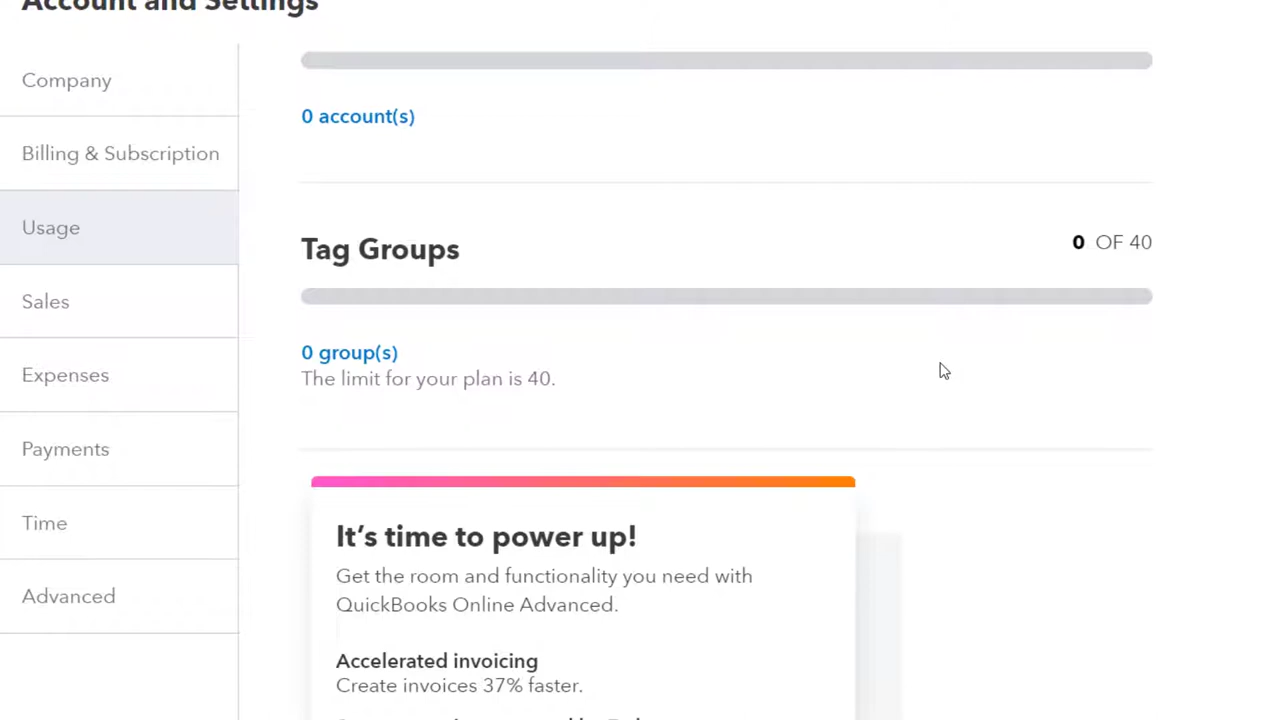 Account and Settings
Company
Billing & Subscription
Usage
Sales
Expenses
Payments
Time
Advanced
0 account(s)
Tag Groups
0 OF 40
0 group(s)
The limit for your plan is 40.
It’s time to power up!
Get the room and functionality you need with
QuickBooks Online Advanced.
Accelerated invoicing
Create invoices 37% faster.